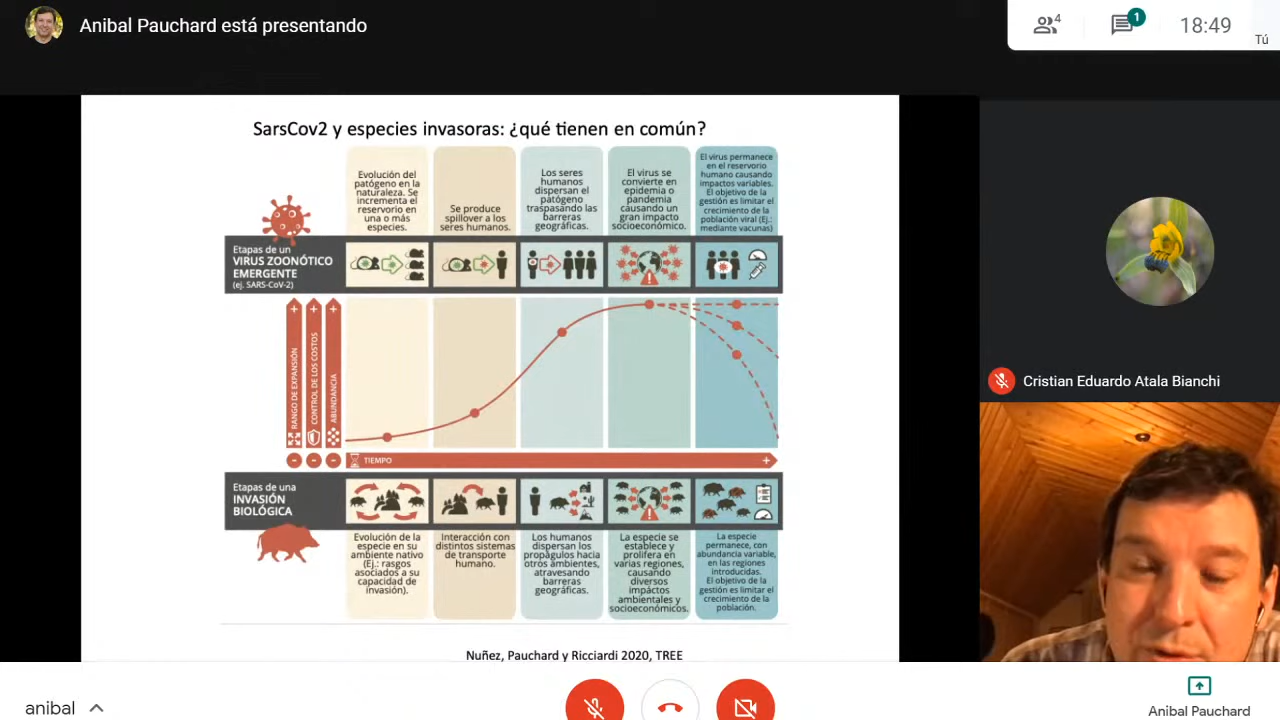 Anibal Pauchard está presentando
4
1
18:49
Tú
SarsCov2 y especies invasoras: ¿qué tienen en común?
Evolución del
patógeno en la
naturaleza. Se
incrementa el
reservorio en
una o más
especies.
Se produce
spillover a los
seres humanos.
Los seres
humanos
dispersan el
patógeno
traspasando las
barreras
geográficas.
El virus se
convierte en
epidemia o
pandemia
causando un
gran impacto
socioeconómico.
El virus permanece
en el reservorio
humano causando
impactos variables.
El objetivo de la
gestión es limitar el
crecimiento de la
población viral (Ej.:
mediante vacunas)
Etapas de un
VIRUS ZOONÓTICO
EMERGENTE
(ej. SARS-CoV-2)
RANGO DE EXPANSIÓN
CONTROL DE LOS COSTOS
ABUNDANCIA
TIEMPO
Etapas de una
INVASIÓN
BIOLÓGICA
Evolución de la
especie en su
ambiente nativo
(Ej.: rasgos
asociados a su
capacidad de
invasión).
Interacción con
distintos sistemas
de transporte
humano.
Los humanos
dispersan los
propágulos hacia
otros ambientes,
atravesando
barreras
geográficas.
La especie se
establece y
prolifera en
varias regiones,
causando
diversos
impactos
ambientales y
socioeconómicos.
La especie
permanece, con
abundancia variable,
en las regiones
introducidas.
El objetivo de la
gestión es limitar el
crecimiento de la
población.
Nuñez, Pauchard y Ricciardi 2020, TREE
Cristian Eduardo Atala Bianchi
anibal
Anibal Pauchard